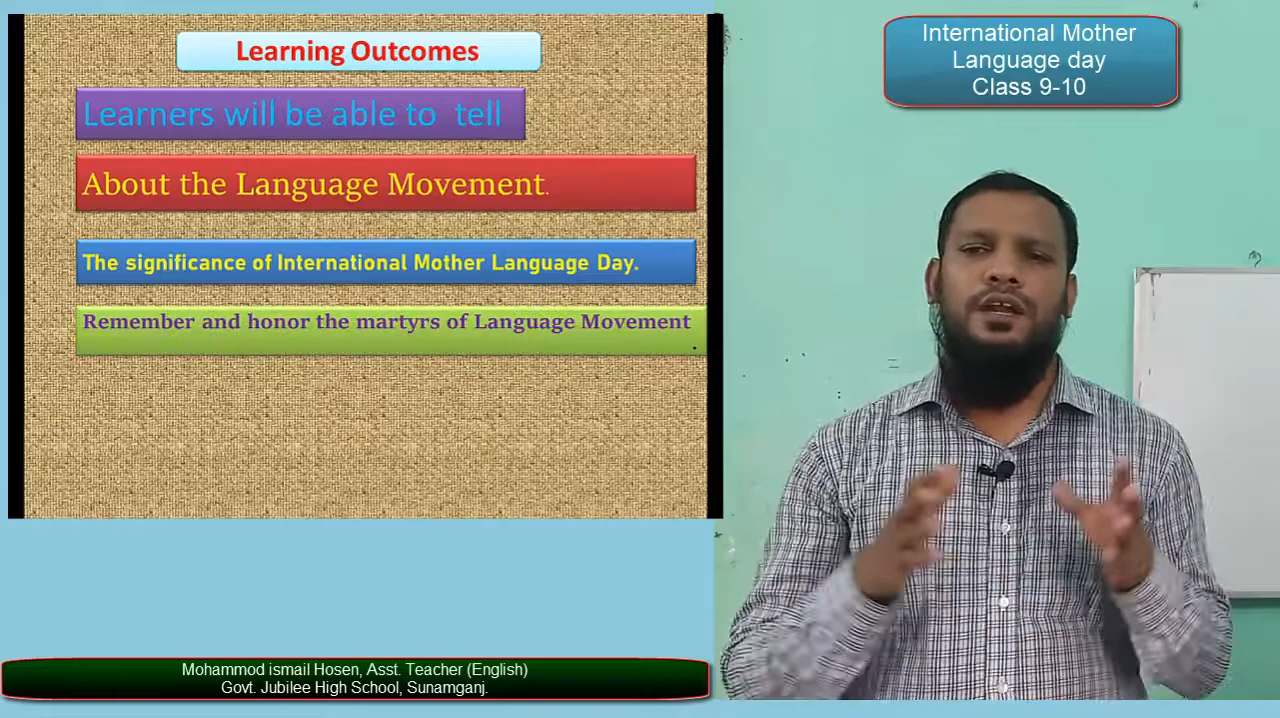 Learning Outcomes
Learners will be able to tell
About the Language Movement.
The significance of International Mother Language Day.
Remember and honor the martyrs of Language Movement
.
International Mother
Language day
Class 9-10
Mohammod ismail Hosen, Asst. Teacher (English)
Govt. Jubilee High School, Sunamganj.